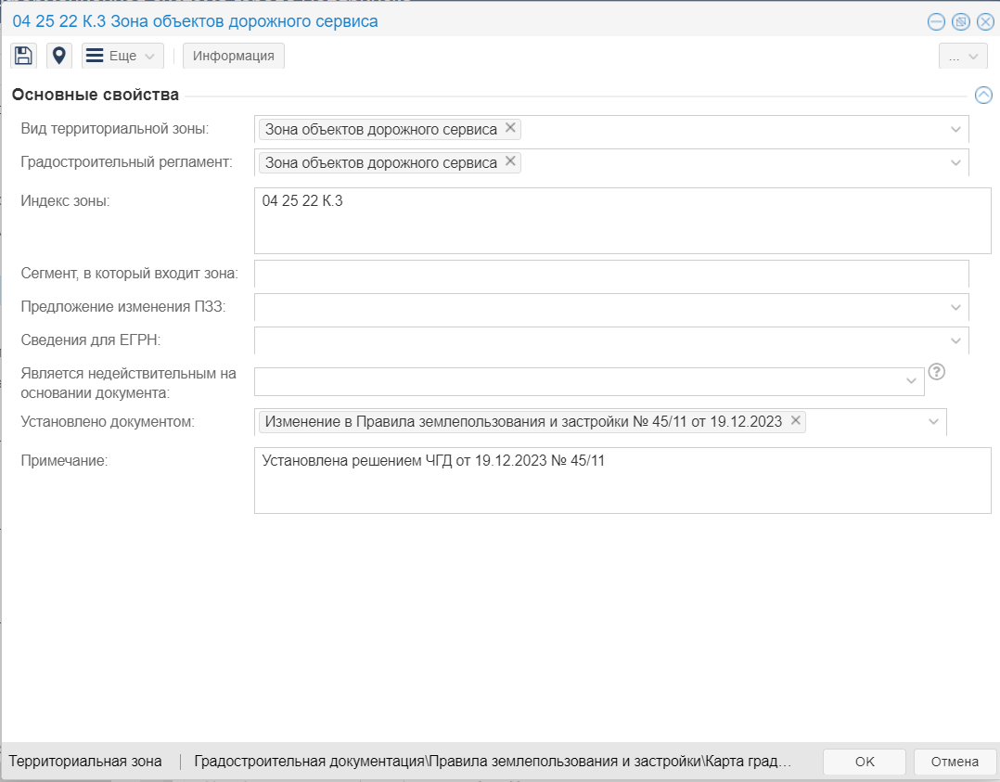 04 25 22 К.3 Зона объектов дорожного сервиса
Еще
Информация
...
Основные свойства
Вид территориальной зоны:
Зона объектов дорожного сервиса
Градостроительный регламент:
Зона объектов дорожного сервиса
Индекс зоны:
04 25 22 К.3
Сегмент, в который входит зона:
Предложение изменения ПЗЗ:
Сведения для ЕГРН:
Является недействительным на
основании документа:
Установлено документом:
Изменение в Правила землепользования и застройки № 45/11 от 19.12.2023
Примечание:
Установлена решением ЧГД от 19.12.2023 № 45/11
Территориальная зона | Градостроительная документация\Правила землепользования и застройки\Карта град…
ОК
Отмена